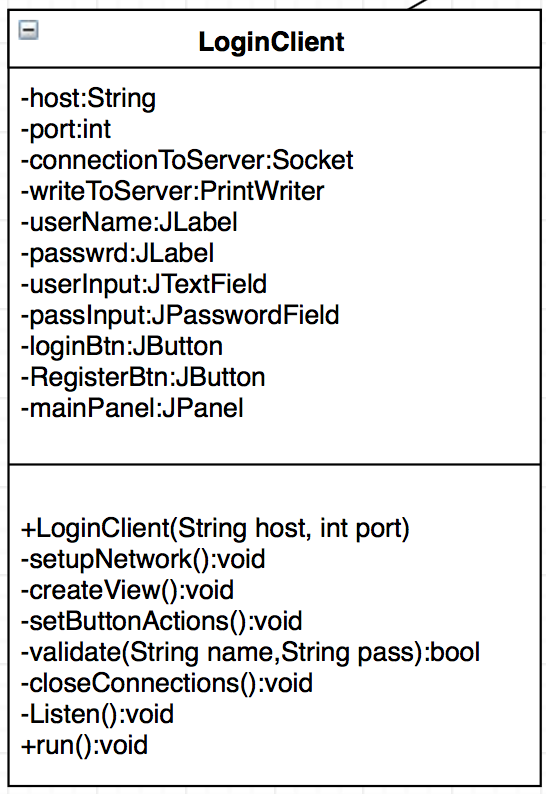 LoginClient
-host:String
-port:int
-connectionToServer:Socket
-writeToServer:PrintWriter
-userName:JLabel
-passwrd:JLabel
-userInput:JTextField
-passInput:JPasswordField
-loginBtn:JButton
-RegisterBtn:JButton
-mainPanel:JPanel
+LoginClient(String host, int port)
-setupNetwork():void
-createView():void
-setButtonActions():void
-validate(String name,String pass):bool
-closeConnections():void
-Listen():void
+run():void